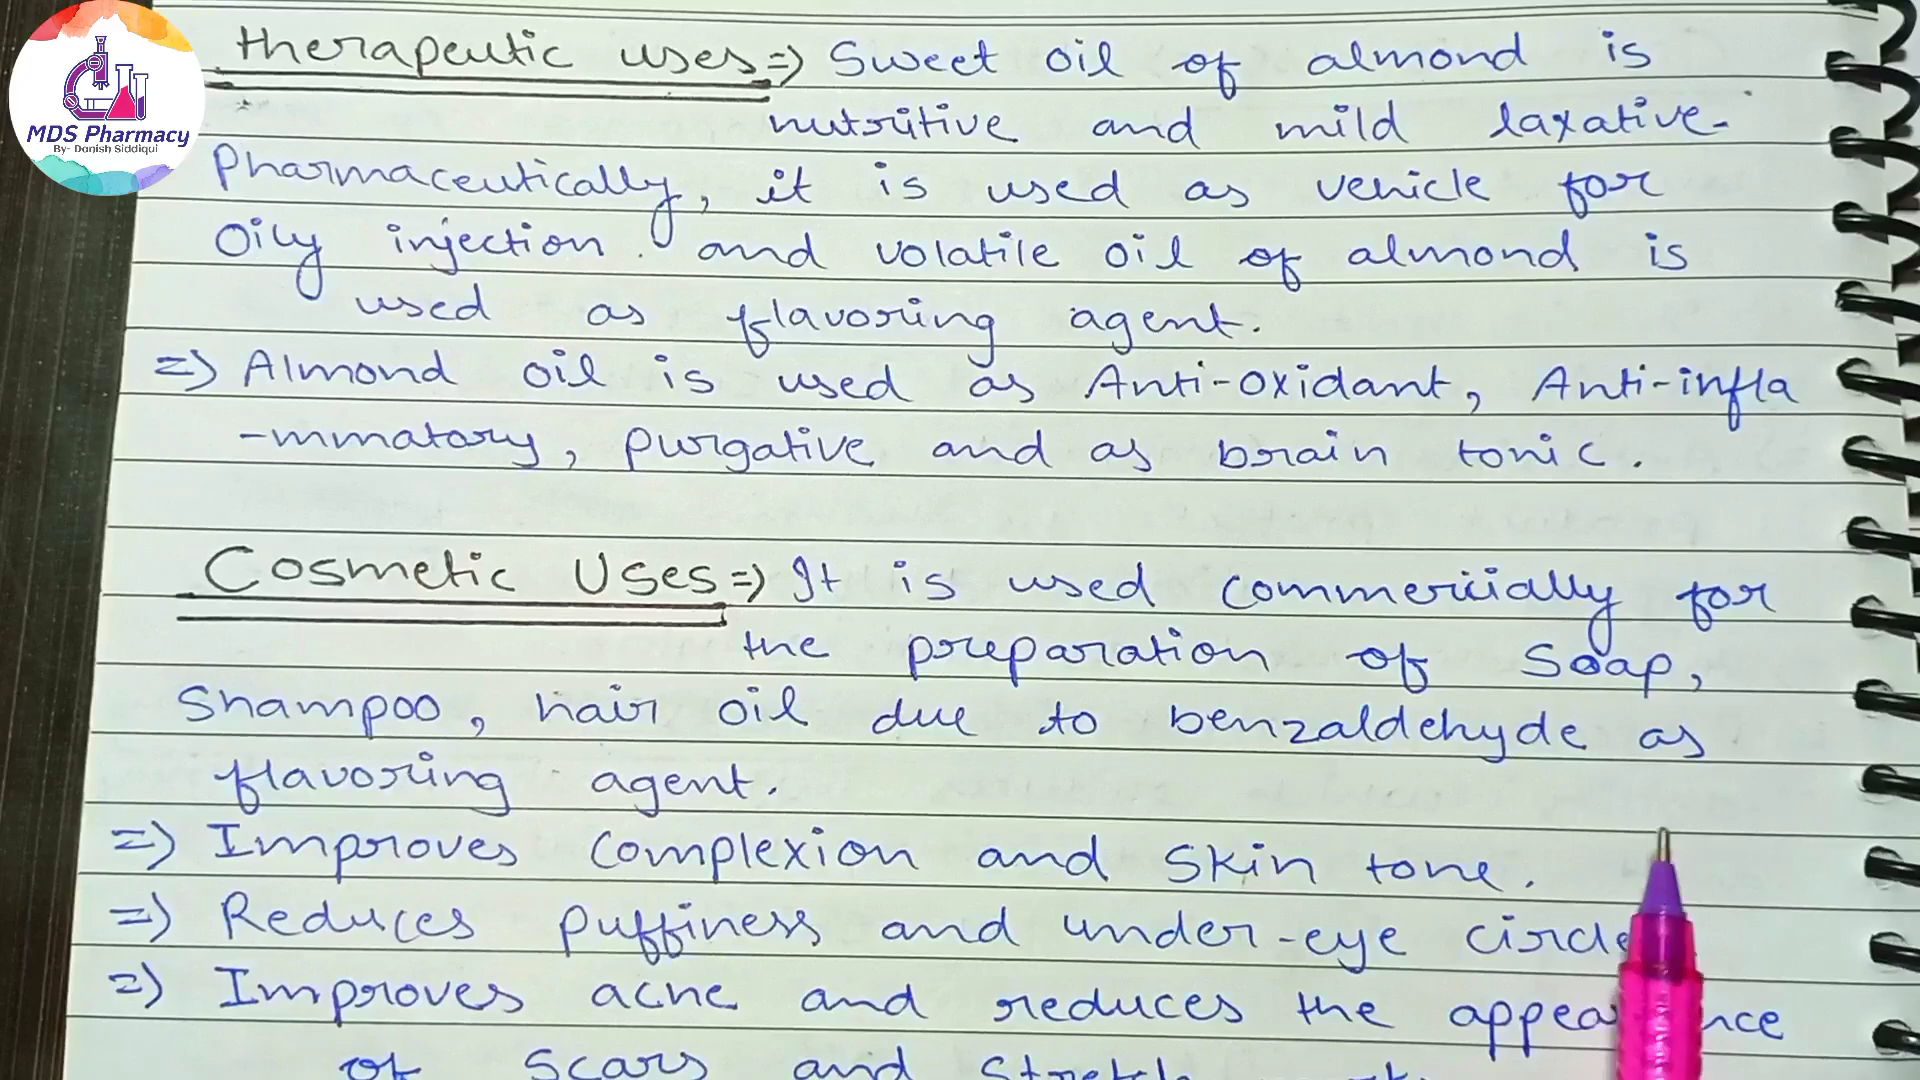 MDS Pharmacy
By- Danish Siddiqui
therapeutic uses => Sweet oil of almond is
nutritive and mild laxative.
Pharmaceutically, it is used as vehicle for
Oily injection. and volatile oil of almond is
used as flavoring agent.
=> Almond oil is used as Anti-oxidant, Anti-infla
-mmatory, purgative and as brain tonic.
Cosmetic Uses => It is used commercially for
the preparation of Soap,
Shampoo, hair oil due to benzaldehyde as
flavoring agent.
=> Improves complexion and skin tone.
=> Reduces puffiness and under-eye circle
=> Improves acne and reduces the appearance
of scars and